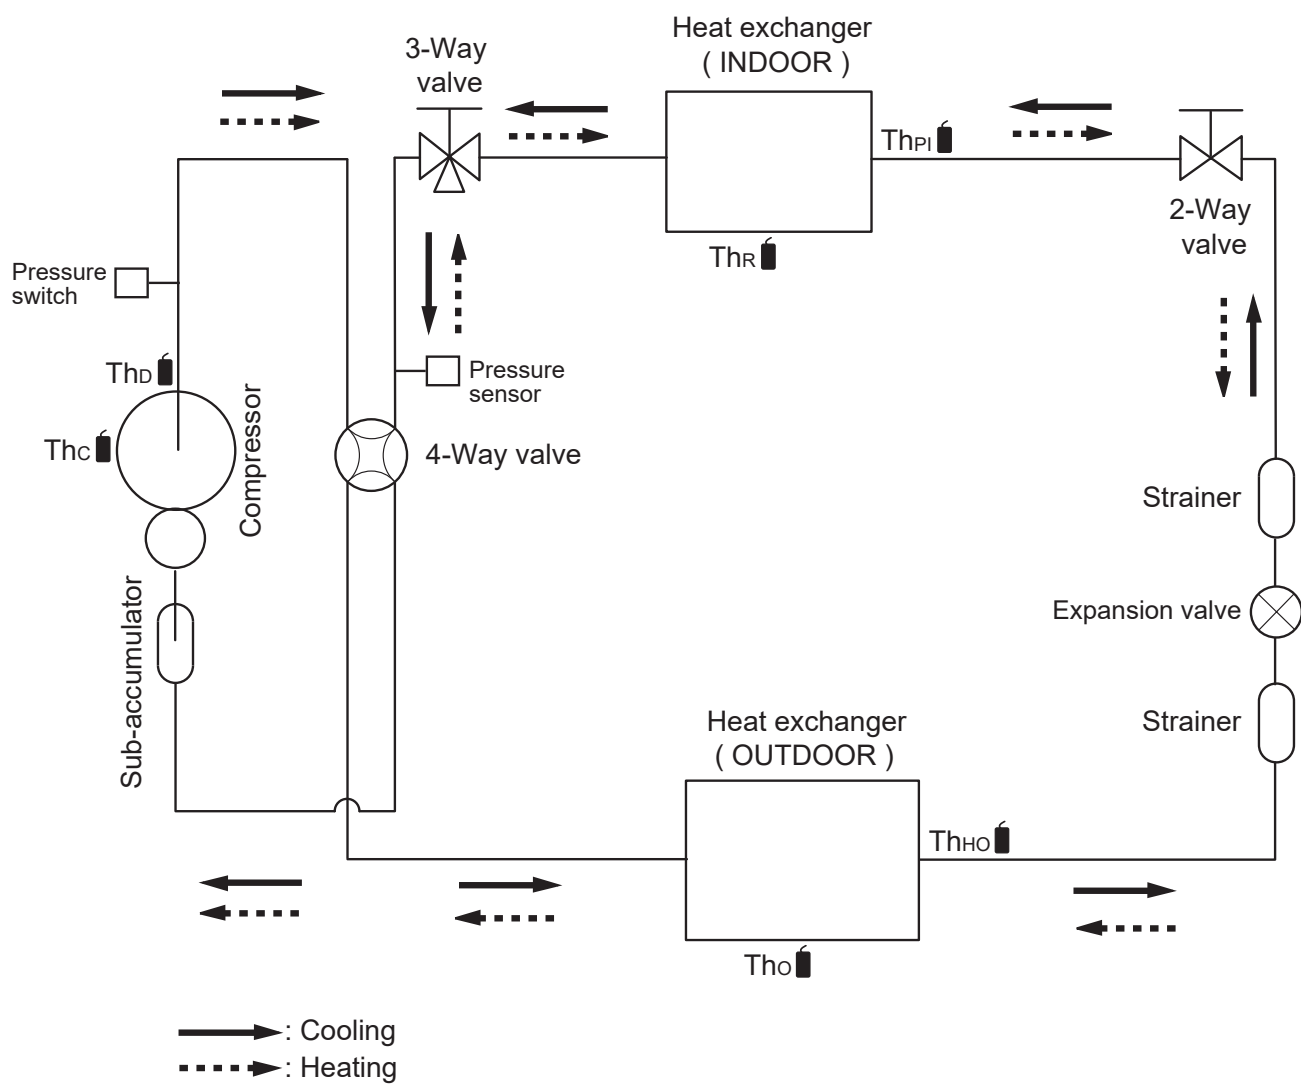 Heat exchanger
( INDOOR )
3-Way
valve
ThPI
2-Way
valve
ThR
Pressure
switch
ThD
Pressure
sensor
ThC
Compressor
4-Way valve
Strainer
Expansion valve
Sub-accumulator
Strainer
Heat exchanger
( OUTDOOR )
ThHO
ThO
: Cooling
: Heating